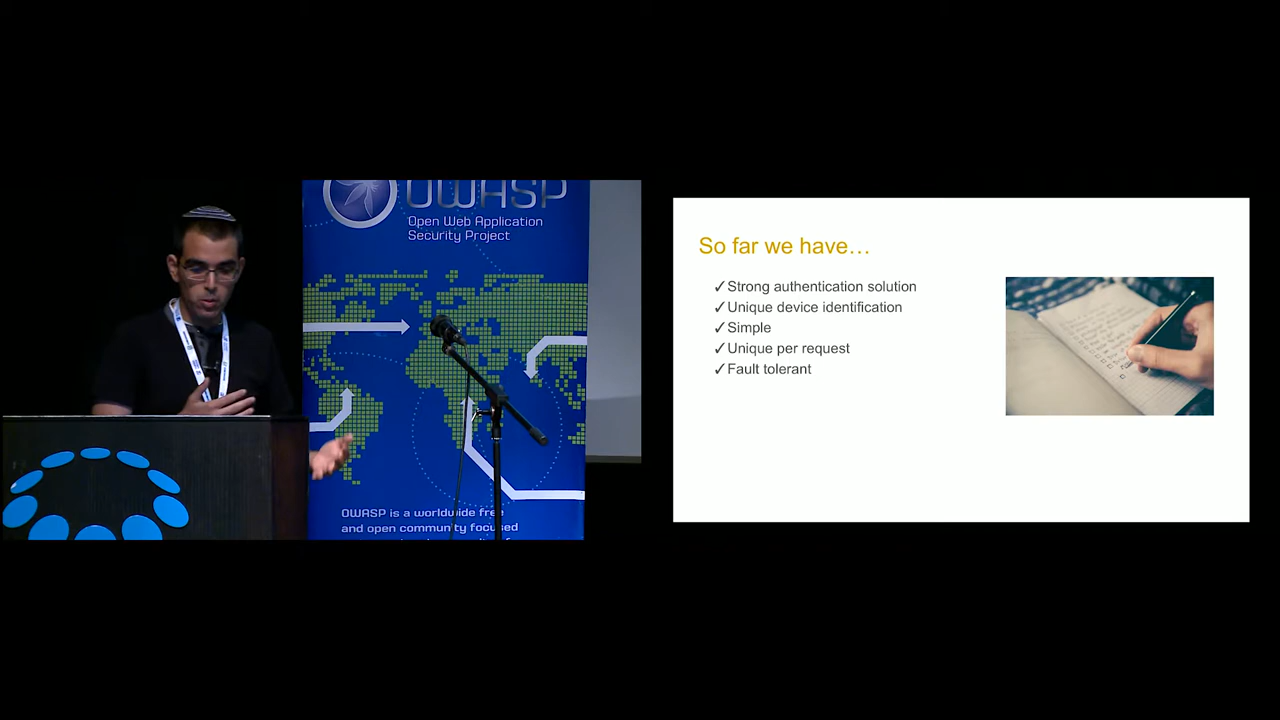 OWASP
Open Web Application
Security Project
OWASP is a worldwide free
and open community focused
So far we have…
✓Strong authentication solution
✓Unique device identification
✓Simple
✓Unique per request
✓Fault tolerant